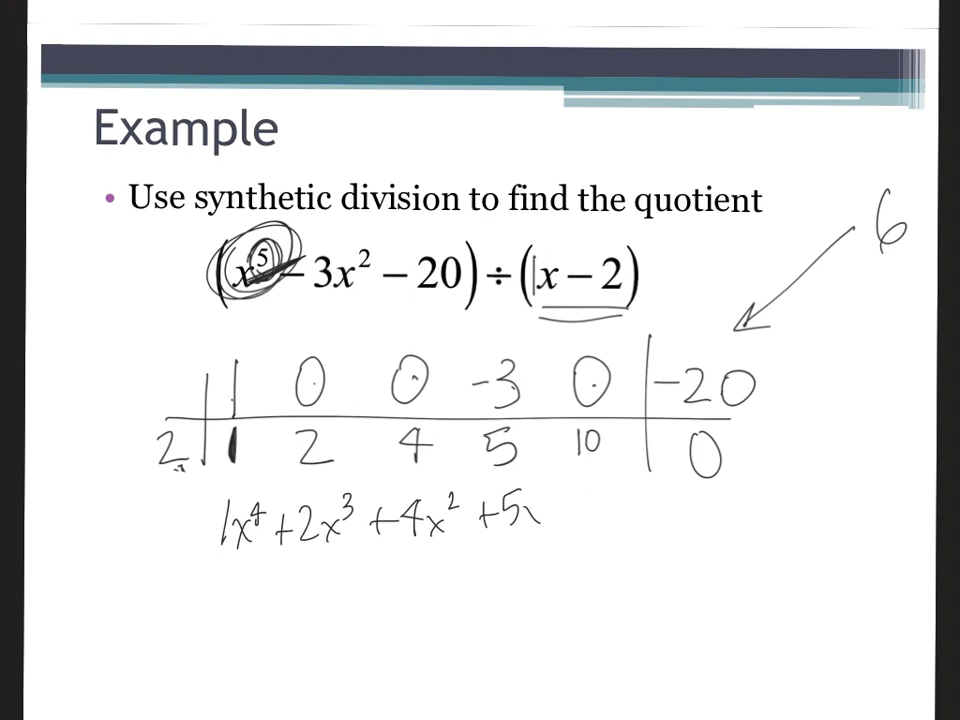 Example
• Use synthetic division to find the quotient
(x⁵ − 3x² − 20) ÷ (x − 2)
6
1 0 0 -3 0 -20
2 1 2 4 5 10 0
1x⁴ + 2x³ + 4x² + 5x